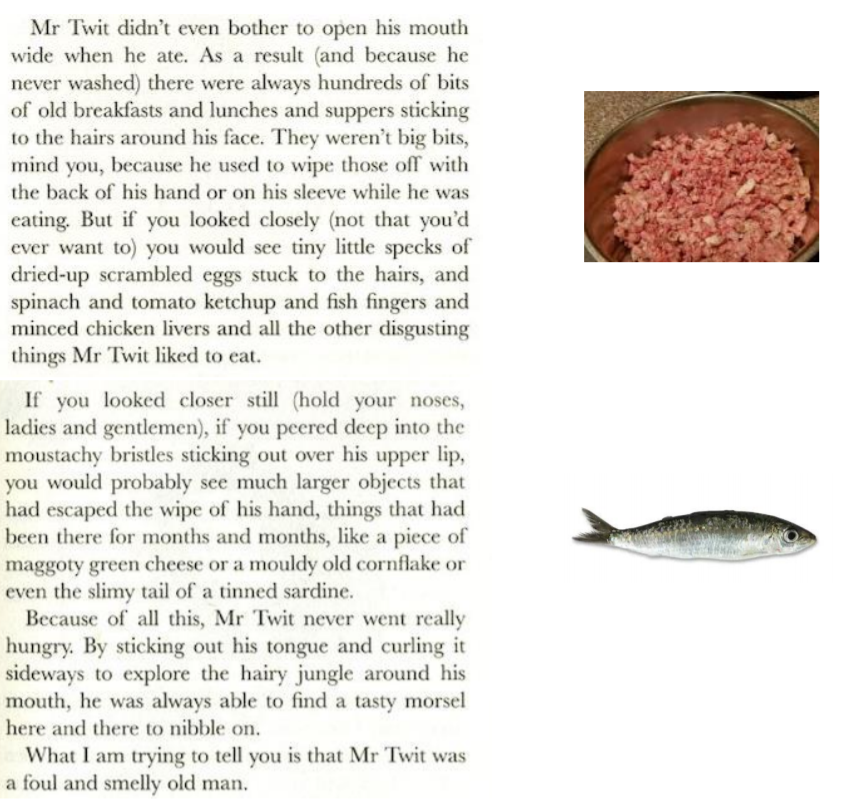 Mr Twit didn't even bother to open his mouth
wide when he ate. As a result (and because he
never washed) there were always hundreds of bits
of old breakfasts and lunches and suppers sticking
to the hairs around his face. They weren't big bits,
mind you, because he used to wipe those off with
the back of his hand or on his sleeve while he was
eating. But if you looked closely (not that you'd
ever want to) you would see tiny little specks of
dried-up scrambled eggs stuck to the hairs, and
spinach and tomato ketchup and fish fingers and
minced chicken livers and all the other disgusting
things Mr Twit liked to eat.
If you looked closer still (hold your noses,
ladies and gentlemen), if you peered deep into the
moustachy bristles sticking out over his upper lip,
you would probably see much larger objects that
had escaped the wipe of his hand, things that had
been there for months and months, like a piece of
maggoty green cheese or a mouldy old cornflake or
even the slimy tail of a tinned sardine.
Because of all this, Mr Twit never went really
hungry. By sticking out his tongue and curling it
sideways to explore the hairy jungle around his
mouth, he was always able to find a tasty morsel
here and there to nibble on.
What I am trying to tell you is that Mr Twit was
a foul and smelly old man.